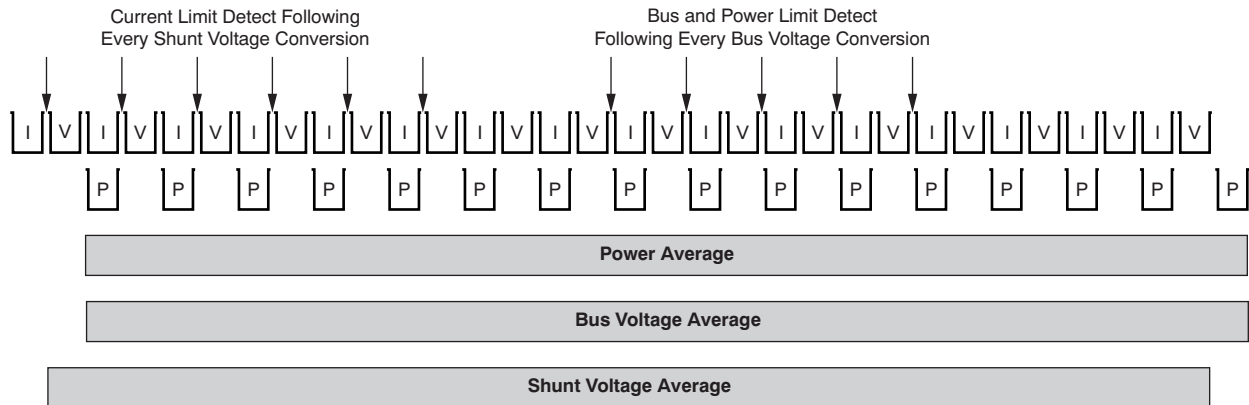 Current Limit Detect Following
Every Shunt Voltage Conversion
Bus and Power Limit Detect
Following Every Bus Voltage Conversion
I V I V I V I V I V I V I V I V I V I V I V I V I V I V I V I V
P P P P P P P P P P P P P P P P
Power Average
Bus Voltage Average
Shunt Voltage Average